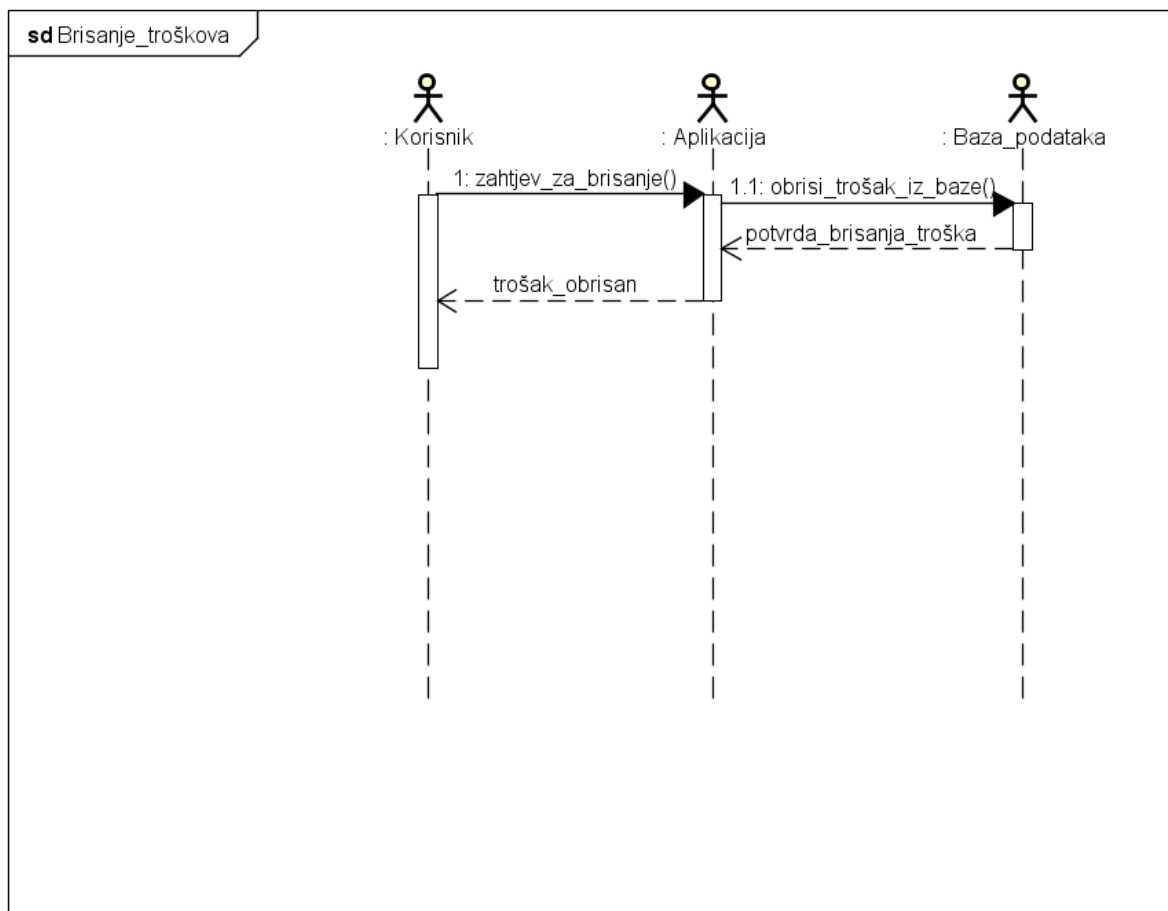 sd Brisanje_troškova
: Korisnik
: Aplikacija
: Baza_podataka
1: zahtjev_za_brisanje()
1.1: obrisi_trošak_iz_baze()
potvrda_brisanja_troška
trošak_obrisan